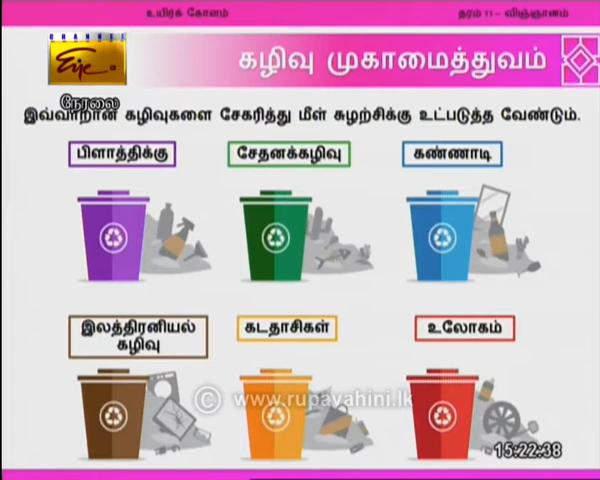 உயிர்க் கோளம்
தரம் 11 – விஞ்ஞானம்
CHANNEL
Eye
கழிவு முகாமைத்துவம்
நேரலை
இவ்வாறான கழிவுகளை சேகரித்து மீள் சுழற்சிக்கு உட்படுத்த வேண்டும்.
பிளாத்திக்கு
சேதனக்கழிவு
கண்ணாடி
இலத்திரனியல்
கழிவு
கடதாசிகள்
உலோகம்
© www.rupavahini.lk
15:22:38